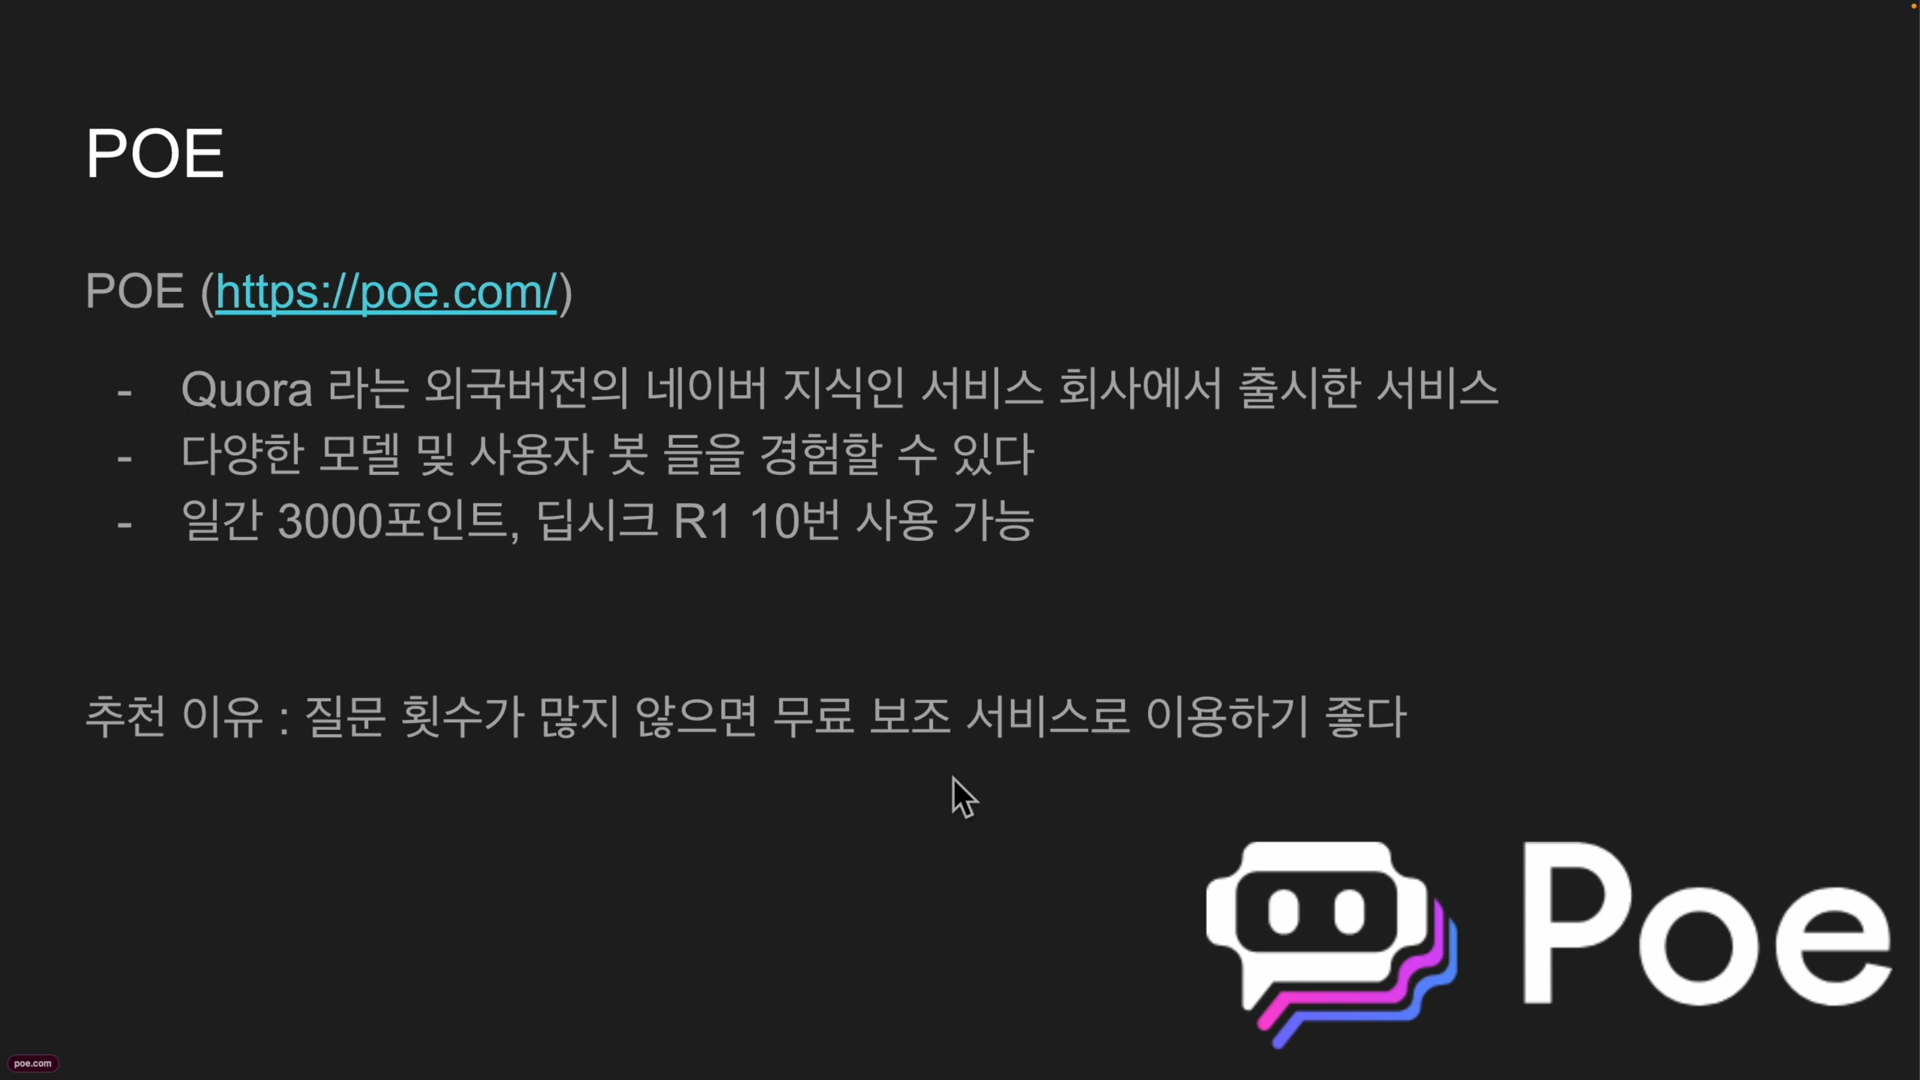 POE
POE (https://poe.com/)
- Quora 라는 외국버전의 네이버 지식인 서비스 회사에서 출시한 서비스
- 다양한 모델 및 사용자 봇 들을 경험할 수 있다
- 일간 3000포인트, 딥시크 R1 10번 사용 가능
추천 이유 : 질문 횟수가 많지 않으면 무료 보조 서비스로 이용하기 좋다
Poe
poe.com